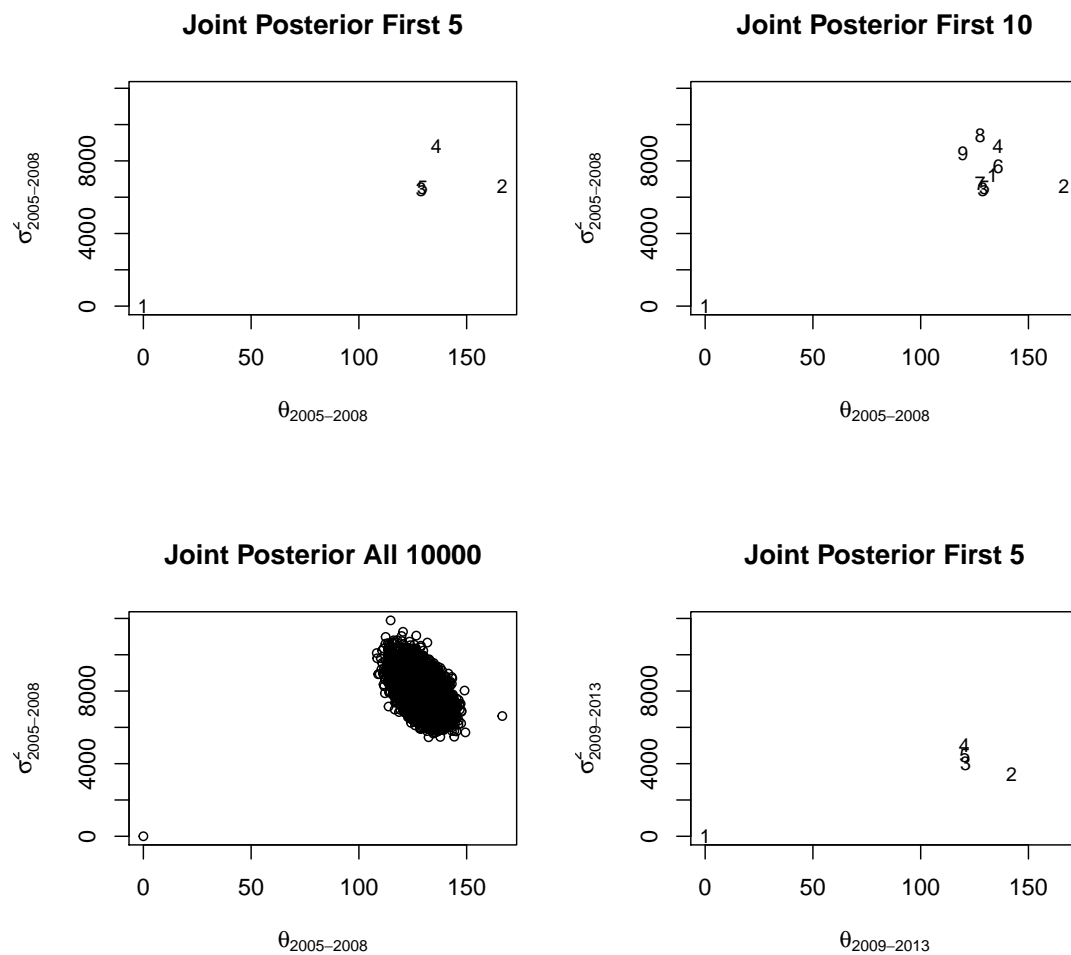 Joint Posterior First 5
σ²2005−2008
0 4000 8000
4
5
3
2
1
0 50 100 150
θ2005−2008
Joint Posterior First 10
σ²2005−2008
0 4000 8000
8
4
9
6
1
7
5
3
2
1
0 50 100 150
θ2005−2008
Joint Posterior All 10000
σ²2005−2008
0 4000 8000
0 50 100 150
θ2005−2008
Joint Posterior First 5
σ²2009−2013
0 4000 8000
4
5
3
2
1
0 50 100 150
θ2009−2013